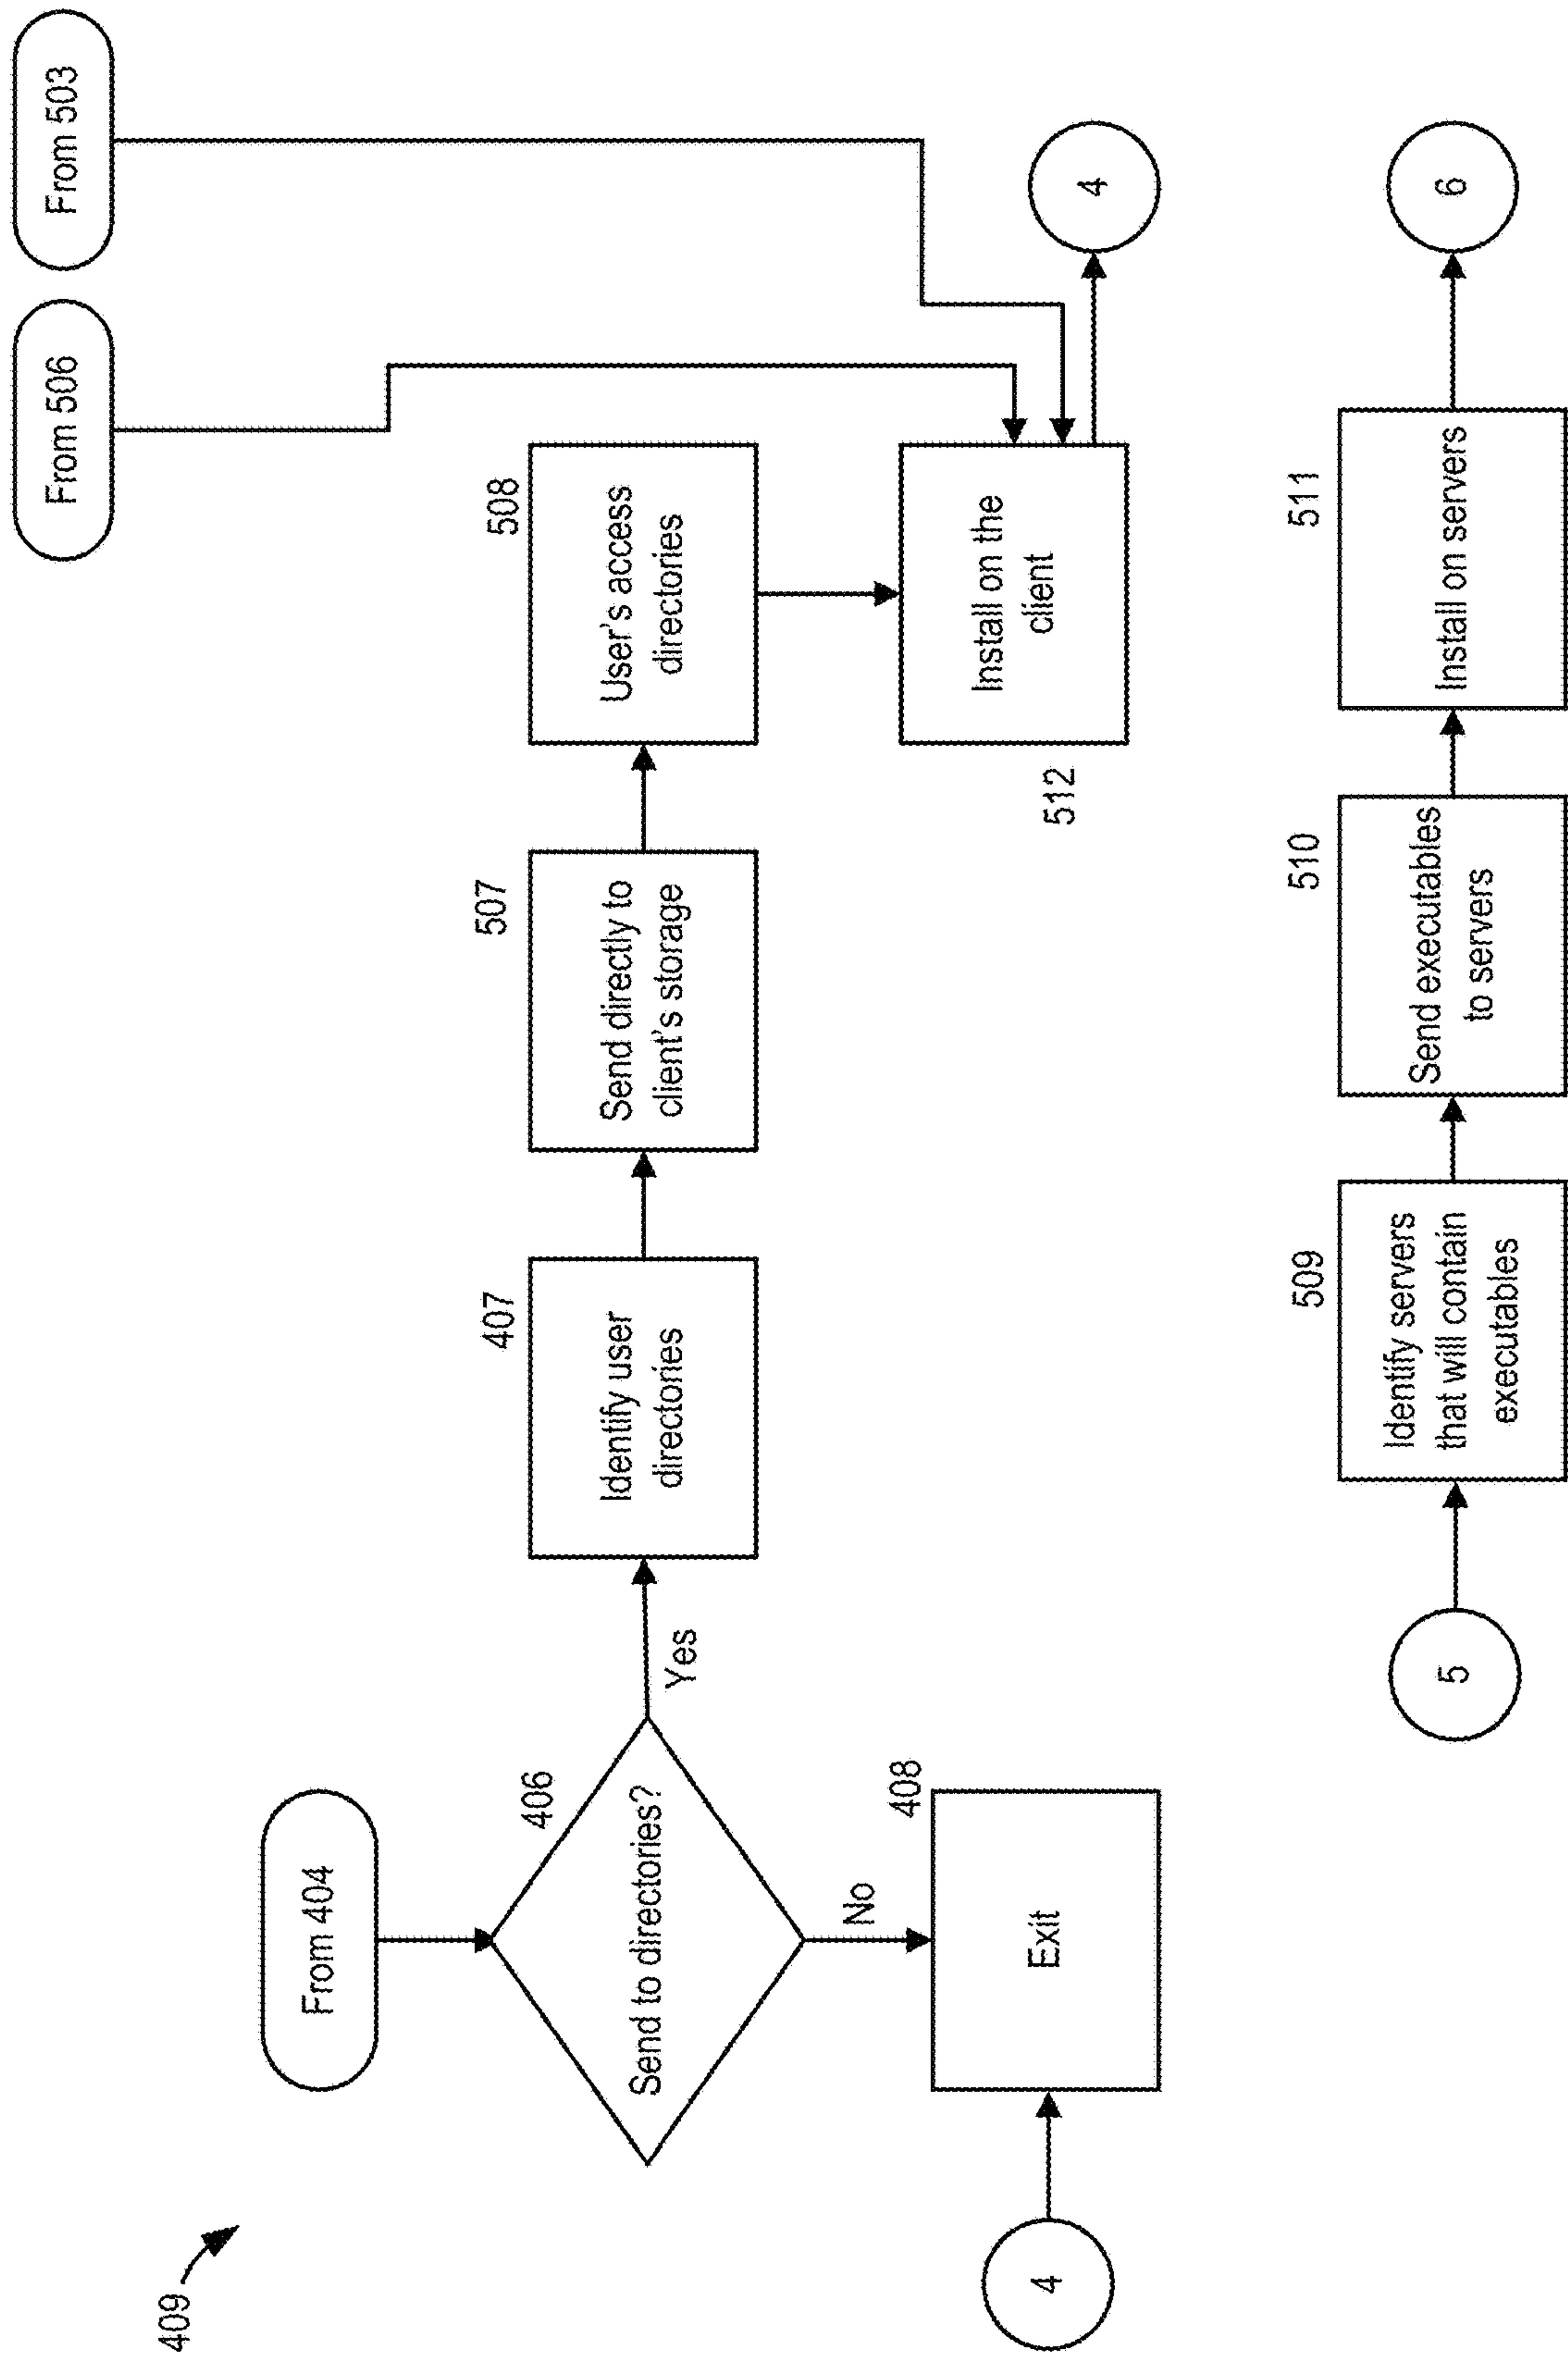 409
From 404
From 506
From 503
406
Send to directories?
Yes
No
407
Identify user
directories
507
Send directly to
client's storage
508
User's access
directories
408
Exit
4
512
Install on the
client
4
5
509
Identify servers
that will contain
executables
510
Send executables
to servers
511
Install on servers
6